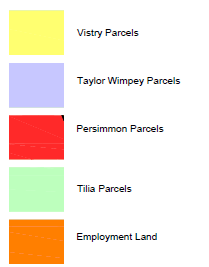 Vistry Parcels
Taylor Wimpey Parcels
Persimmon Parcels
Tilia Parcels
Employment Land